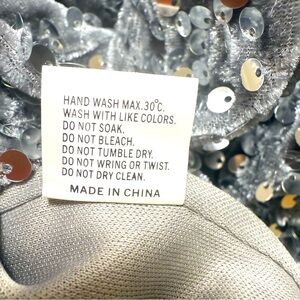 HAND WASH MAX.30°C.
WASH WITH LIKE COLORS.
DO NOT SOAK.
DO NOT BLEACH.
DO NOT TUMBLE DRY.
DO NOT WRING OR TWIST.
DO NOT DRY CLEAN.
MADE IN CHINA